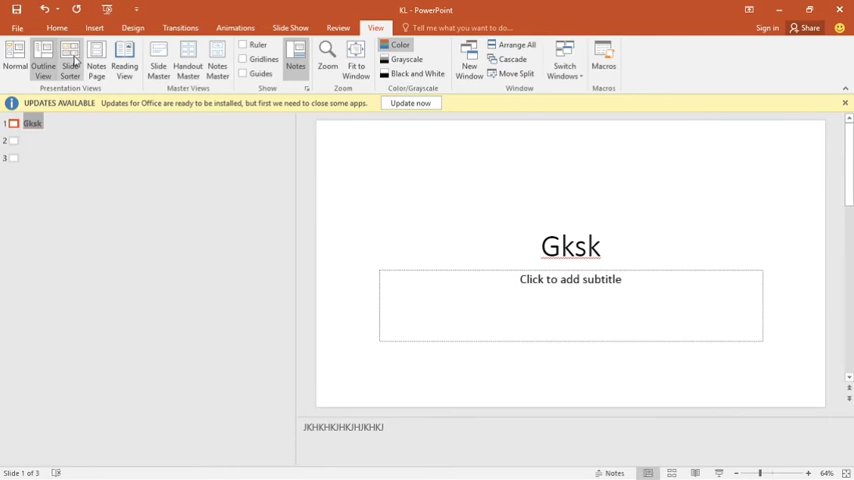 KL - PowerPoint
File Home Insert Design Transitions Animations Slide Show Review View Tell me what you want to do... Sign in Share
Normal Outline View Slide Sorter Notes Page Reading View
Presentation Views
Slide Master Handout Master Notes Master
Master Views
Ruler
Gridlines
Guides
Notes
Show
Zoom Fit to Window
Zoom
Color
Grayscale
Black and White
Color/Grayscale
New Window
Arrange All
Cascade
Move Split
Switch Windows
Window
Macros
Macros
UPDATES AVAILABLE Updates for Office are ready to be installed, but first we need to close some apps. Update now
1 Gksk
2
3
Gksk
Click to add subtitle
JKHKHKJHKJHJKHKJ
Slide 1 of 3 Notes 64%